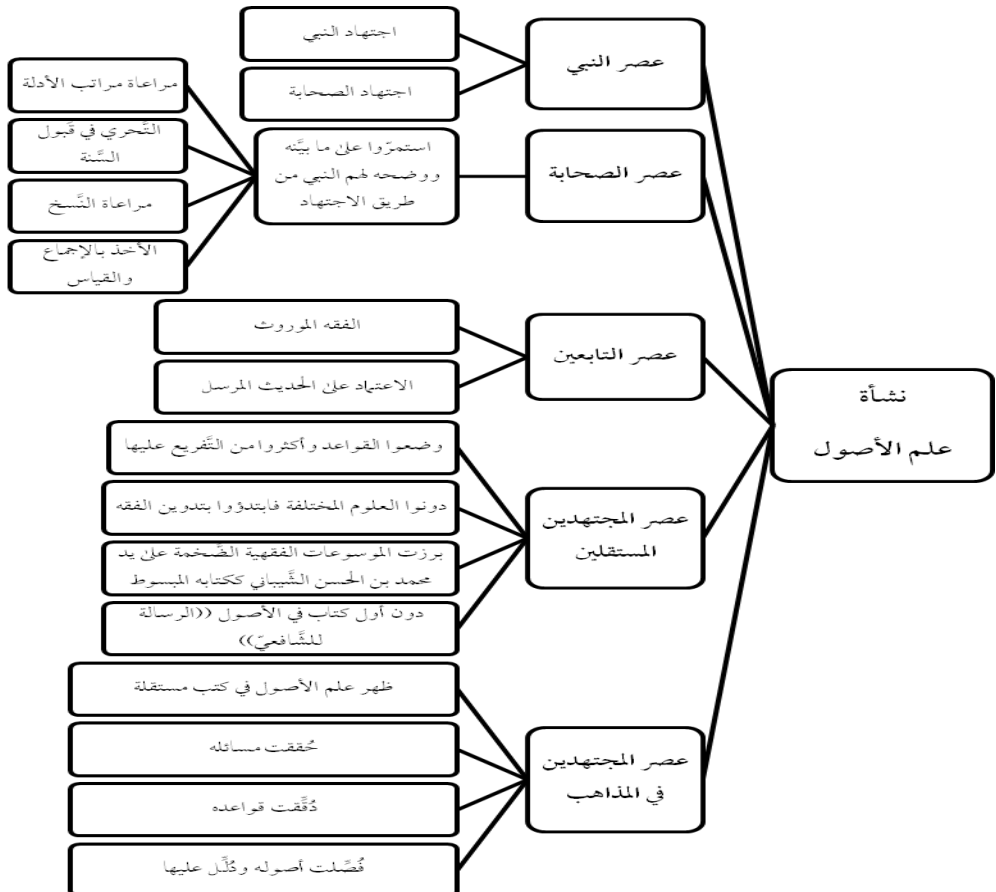 نشأة
علم الأصول
عصر النبي
اجتهاد النبي
اجتهاد الصحابة
عصر الصحابة
استمرّوا على ما بيَّنه
ووضحه لهم النبي من
طريق الاجتهاد
مراعاة مراتب الأدلة
التَّحري في قَبول
السُّنة
مراعاة النَّسخ
الأخذ بالإجماع
والقياس
عصر التابعين
الفقه الموروث
الاعتماد على الحديث المرسل
عصر المجتهدين
المستقلين
وضعوا القواعد وأكثروا من التَّفريع عليها
دونوا العلوم المختلفة فابتدؤوا بتدوين الفقه
برزت الموسوعات الفقهية الضَّخمة على يد
محمد بن الحسن الشَّيباني ككتابه المبسوط
دون أول كتاب في الأصول ((الرسالة
للشَّافعيّ))
عصر المجتهدين
في المذاهب
ظهر علم الأصول في كتب مستقلة
حُققت مسائله
دُقِّقت قواعده
فُصِّلت أصوله ودُلِّل عليها